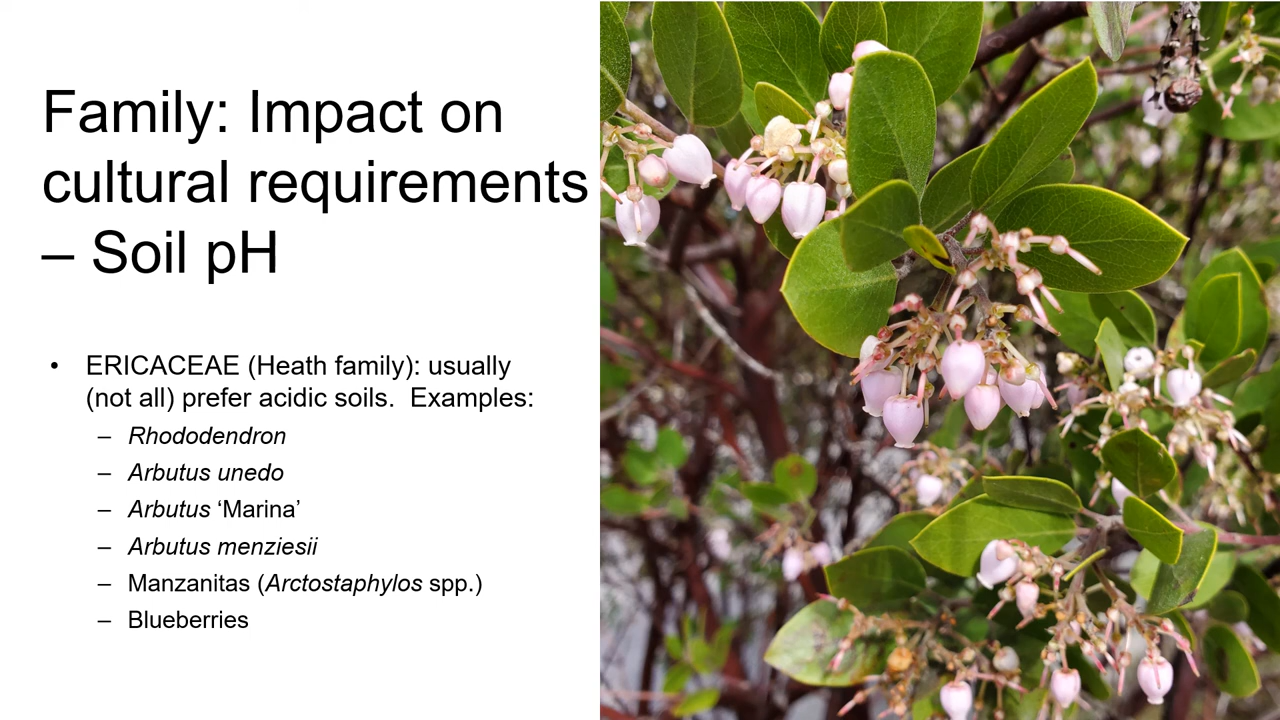 Family: Impact on
cultural requirements
– Soil pH
• ERICACEAE (Heath family): usually
(not all) prefer acidic soils.  Examples:
– Rhododendron
– Arbutus unedo
– Arbutus ‘Marina’
– Arbutus menziesii
– Manzanitas (Arctostaphylos spp.)
– Blueberries